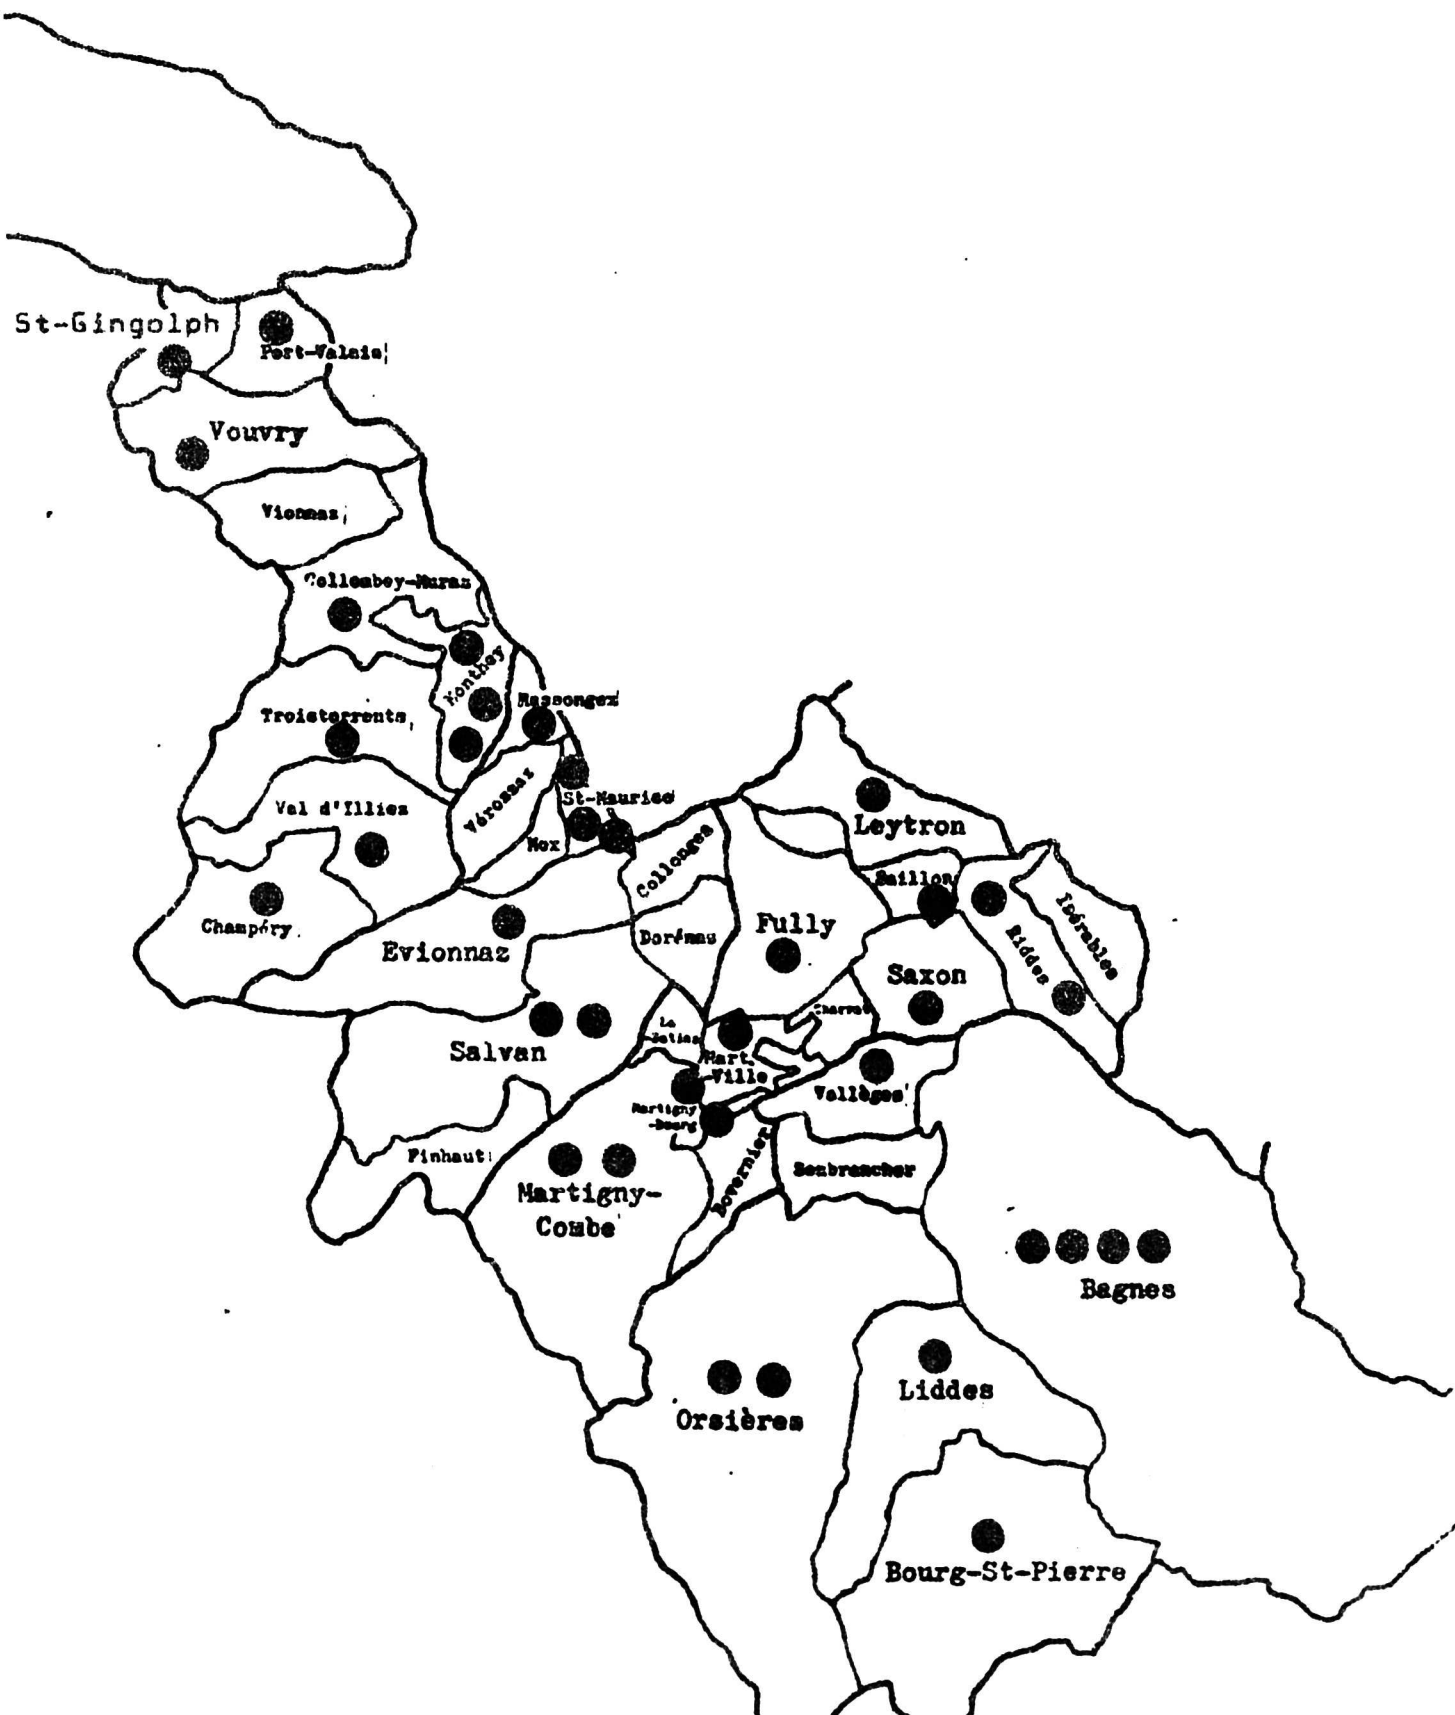 St-Gingolph
Port-Valais
Vouvry
Vionnaz
Collombey-Muraz
Monthey
Massongex
Troistorrents
Val d'Illiez
Vérossaz
St-Maurice
Mex
Leytron
Collonges
Saillon
Champéry
Evionnaz
Dorénaz
Fully
Riddes
Isérables
Saxon
Charrat
Salvan
La
-Batiaz
Mart.
-Ville
Vollèges
Martigny
-Bourg
Finhaut
Bovernier
Sembrancher
Martigny-
Combe
Bagnes
Liddes
Orsières
Bourg-St-Pierre